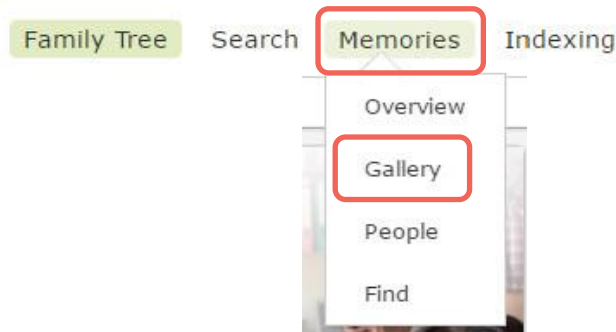 Family Tree Search Memories Indexing
Overview
Gallery
People
Find